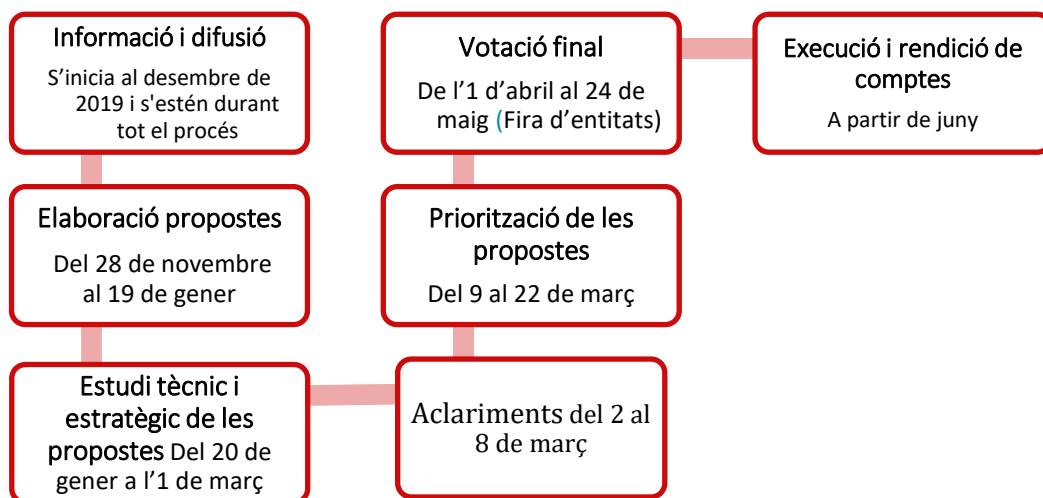 Informació i difusió
S’inicia al desembre de
2019 i s'estén durant
tot el procés
Elaboració propostes
Del 28 de novembre
al 19 de gener
Estudi tècnic i
estratègic de les
propostes Del 20 de
gener a l’1 de març
Aclariments del 2 al
8 de març
Priorització de les
propostes
Del 9 al 22 de març
Votació final
De l’1 d’abril al 24 de
maig (Fira d’entitats)
Execució i rendició de
comptes
A partir de juny